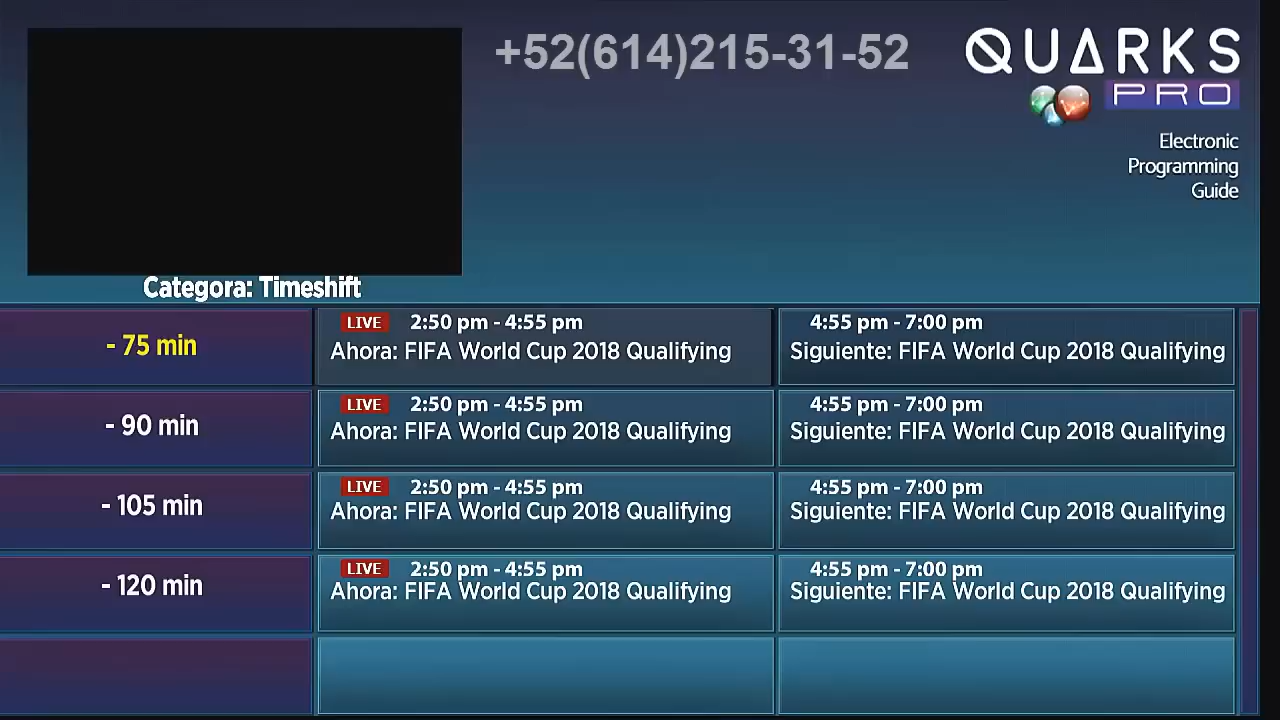 +52(614)215-31-52
QUARKS
PRO
Electronic
Programming
Guide
Categora: Timeshift
- 75 min
LIVE 2:50 pm - 4:55 pm
Ahora: FIFA World Cup 2018 Qualifying
4:55 pm - 7:00 pm
Siguiente: FIFA World Cup 2018 Qualifying
- 90 min
LIVE 2:50 pm - 4:55 pm
Ahora: FIFA World Cup 2018 Qualifying
4:55 pm - 7:00 pm
Siguiente: FIFA World Cup 2018 Qualifying
- 105 min
LIVE 2:50 pm - 4:55 pm
Ahora: FIFA World Cup 2018 Qualifying
4:55 pm - 7:00 pm
Siguiente: FIFA World Cup 2018 Qualifying
- 120 min
LIVE 2:50 pm - 4:55 pm
Ahora: FIFA World Cup 2018 Qualifying
4:55 pm - 7:00 pm
Siguiente: FIFA World Cup 2018 Qualifying